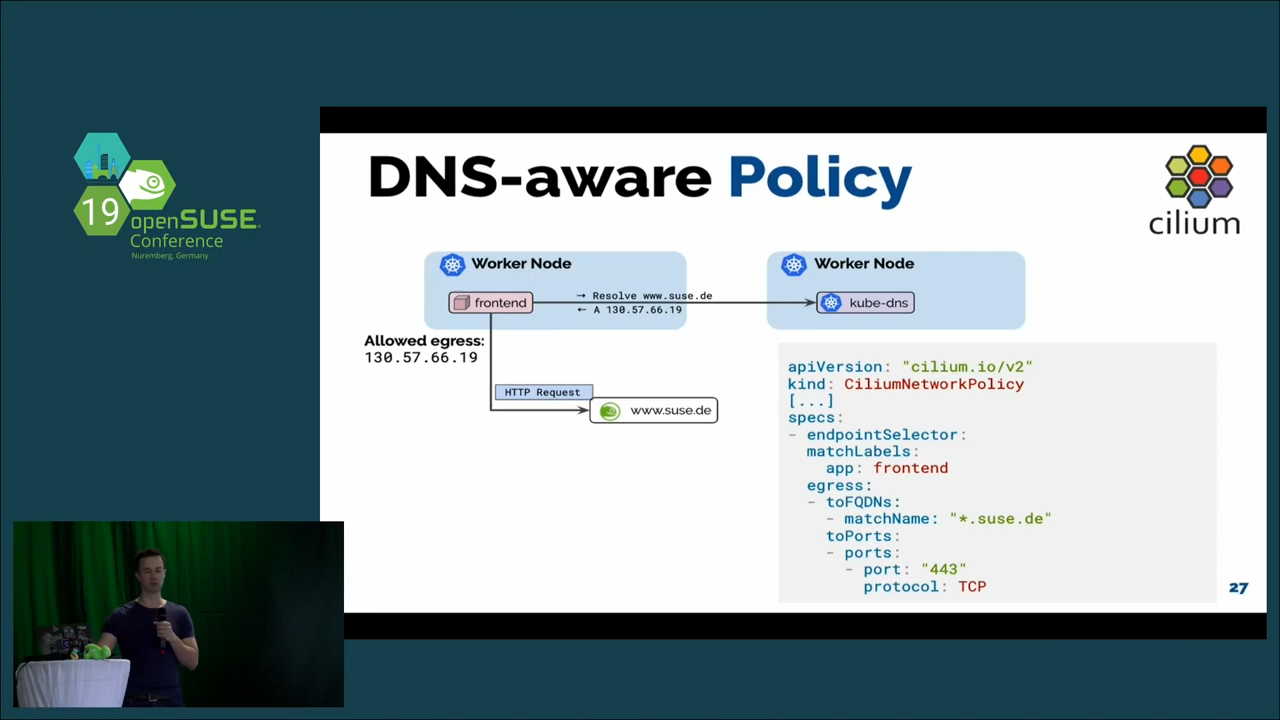 19
openSUSE
Conference
Nuremberg, Germany
DNS-aware Policy
cilium
Worker Node
Worker Node
frontend
→ Resolve www.suse.de
← A 130.57.66.19
kube-dns
Allowed egress:
130.57.66.19
HTTP Request
www.suse.de
apiVersion: "cilium.io/v2"
kind: CiliumNetworkPolicy
[...]
specs:
- endpointSelector:
  matchLabels:
    app: frontend
  egress:
  - toFQDNs:
    - matchName: "*.suse.de"
    toPorts:
    - ports:
      - port: "443"
        protocol: TCP
27